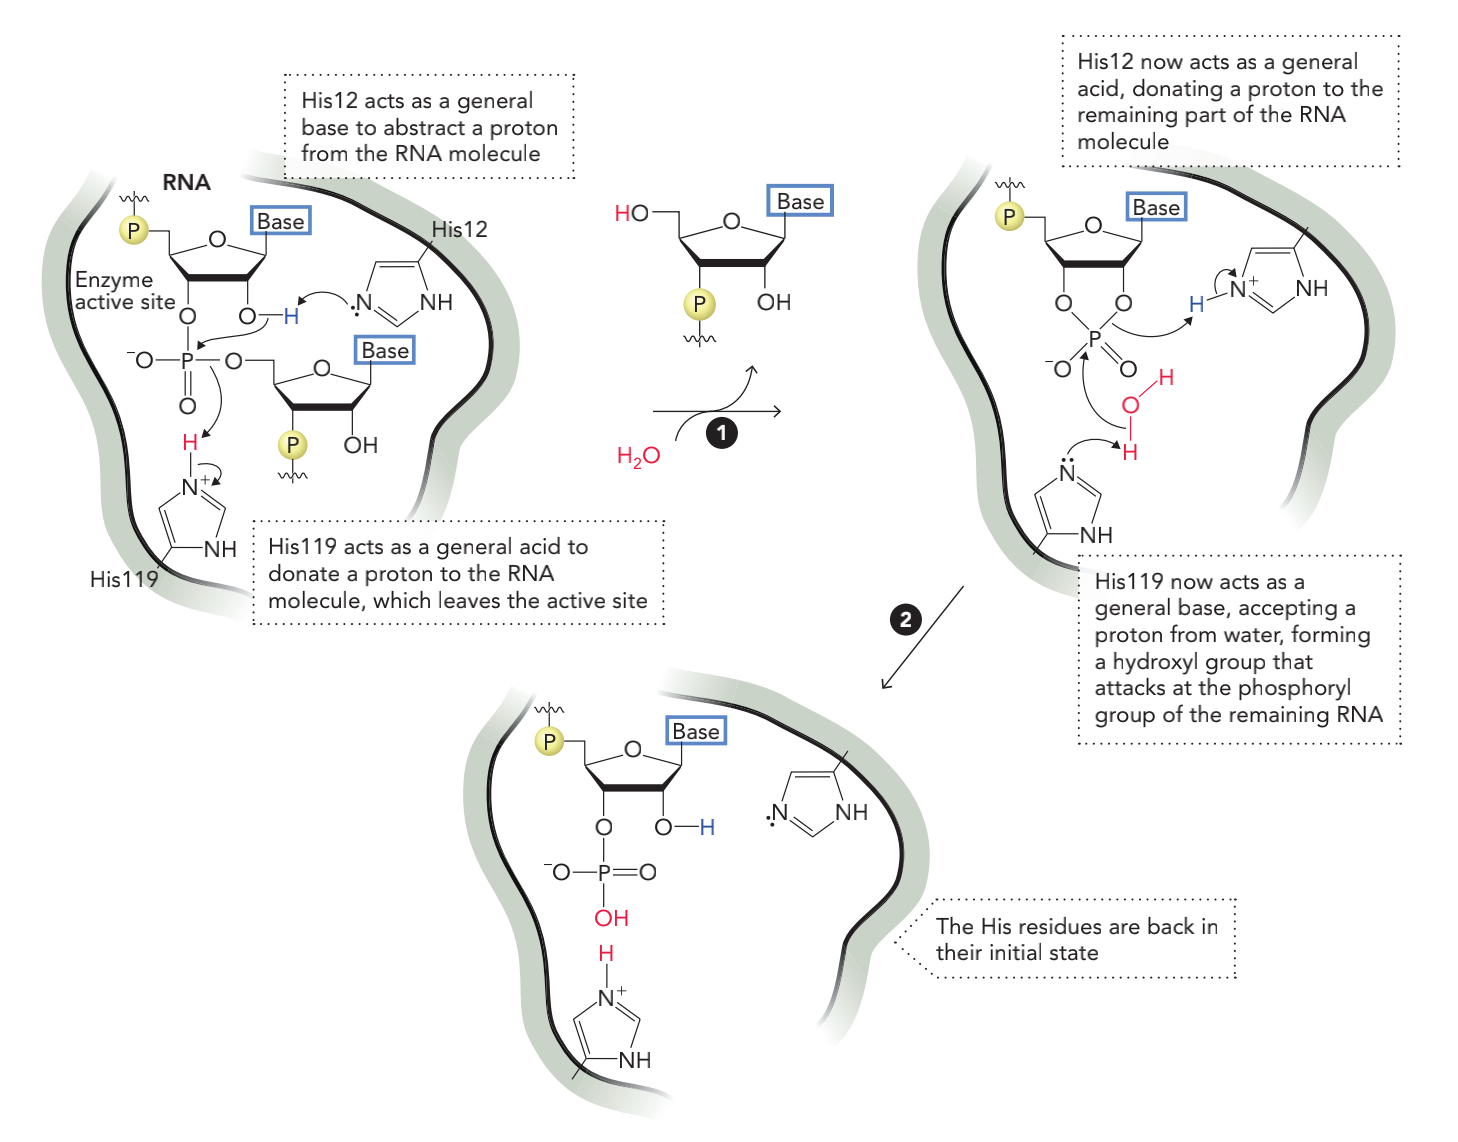 His12 acts as a general
base to abstract a proton
from the RNA molecule
RNA
P
O
Base
His12
Enzyme
active site
O
O
H
N
NH
⁻O
P
O
O
O
Base
H
P
OH
N⁺
NH
His119
His119 acts as a general acid to
donate a proton to the RNA
molecule, which leaves the active site
HO
O
Base
P
OH
H₂O
1
His12 now acts as a general
acid, donating a proton to the
remaining part of the RNA
molecule
P
O
Base
O
O
H
N⁺
NH
P
⁻O
O
H
O
H
N
NH
His119 now acts as a
general base, accepting a
proton from water, forming
a hydroxyl group that
attacks at the phosphoryl
group of the remaining RNA
2
P
O
Base
O
O
H
N
NH
⁻O
P
O
OH
H
N⁺
NH
The His residues are back in
their initial state